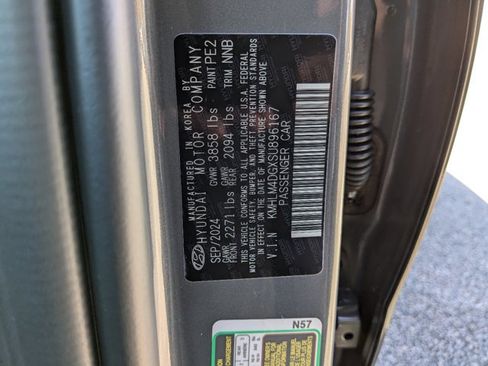 MANUFACTURED IN KOREA BY
HYUNDAI MOTOR COMPANY
SEP/2024 GVWR 3858 lbs PAINT PE2
GAWR FRONT 2271 lbs GAWR REAR 2094 lbs TRIM NNB
THIS VEHICLE CONFORMS TO ALL APPLICABLE U.S.A. FEDERAL
MOTOR VEHICLE SAFETY, BUMPER, AND THEFT PREVENTION STANDARDS
IN EFFECT ON THE DATE OF MANUFACTURE SHOWN ABOVE.
V.I.N KMHLM4DGXSU896167
PASSENGER CAR
N57